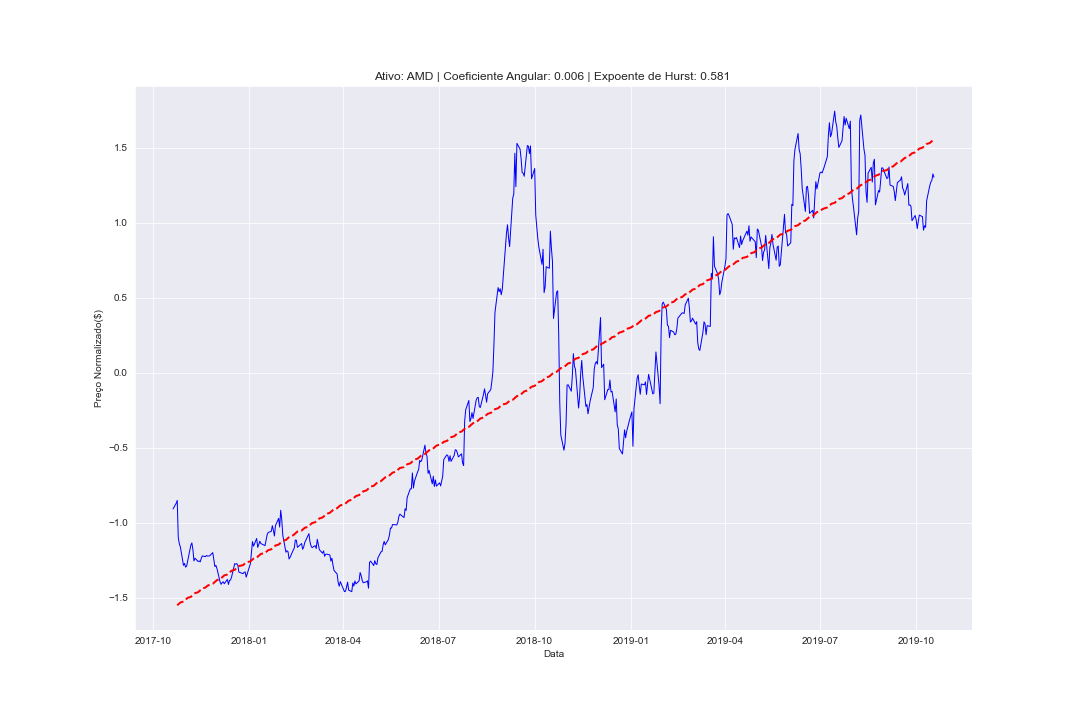 Ativo: AMD | Coeficiente Angular: 0.006 | Expoente de Hurst: 0.581
Preço Normalizado($)
1.5
1.0
0.5
0.0
−0.5
−1.0
−1.5
2017-10 2018-01 2018-04 2018-07 2018-10 2019-01 2019-04 2019-07 2019-10
Data